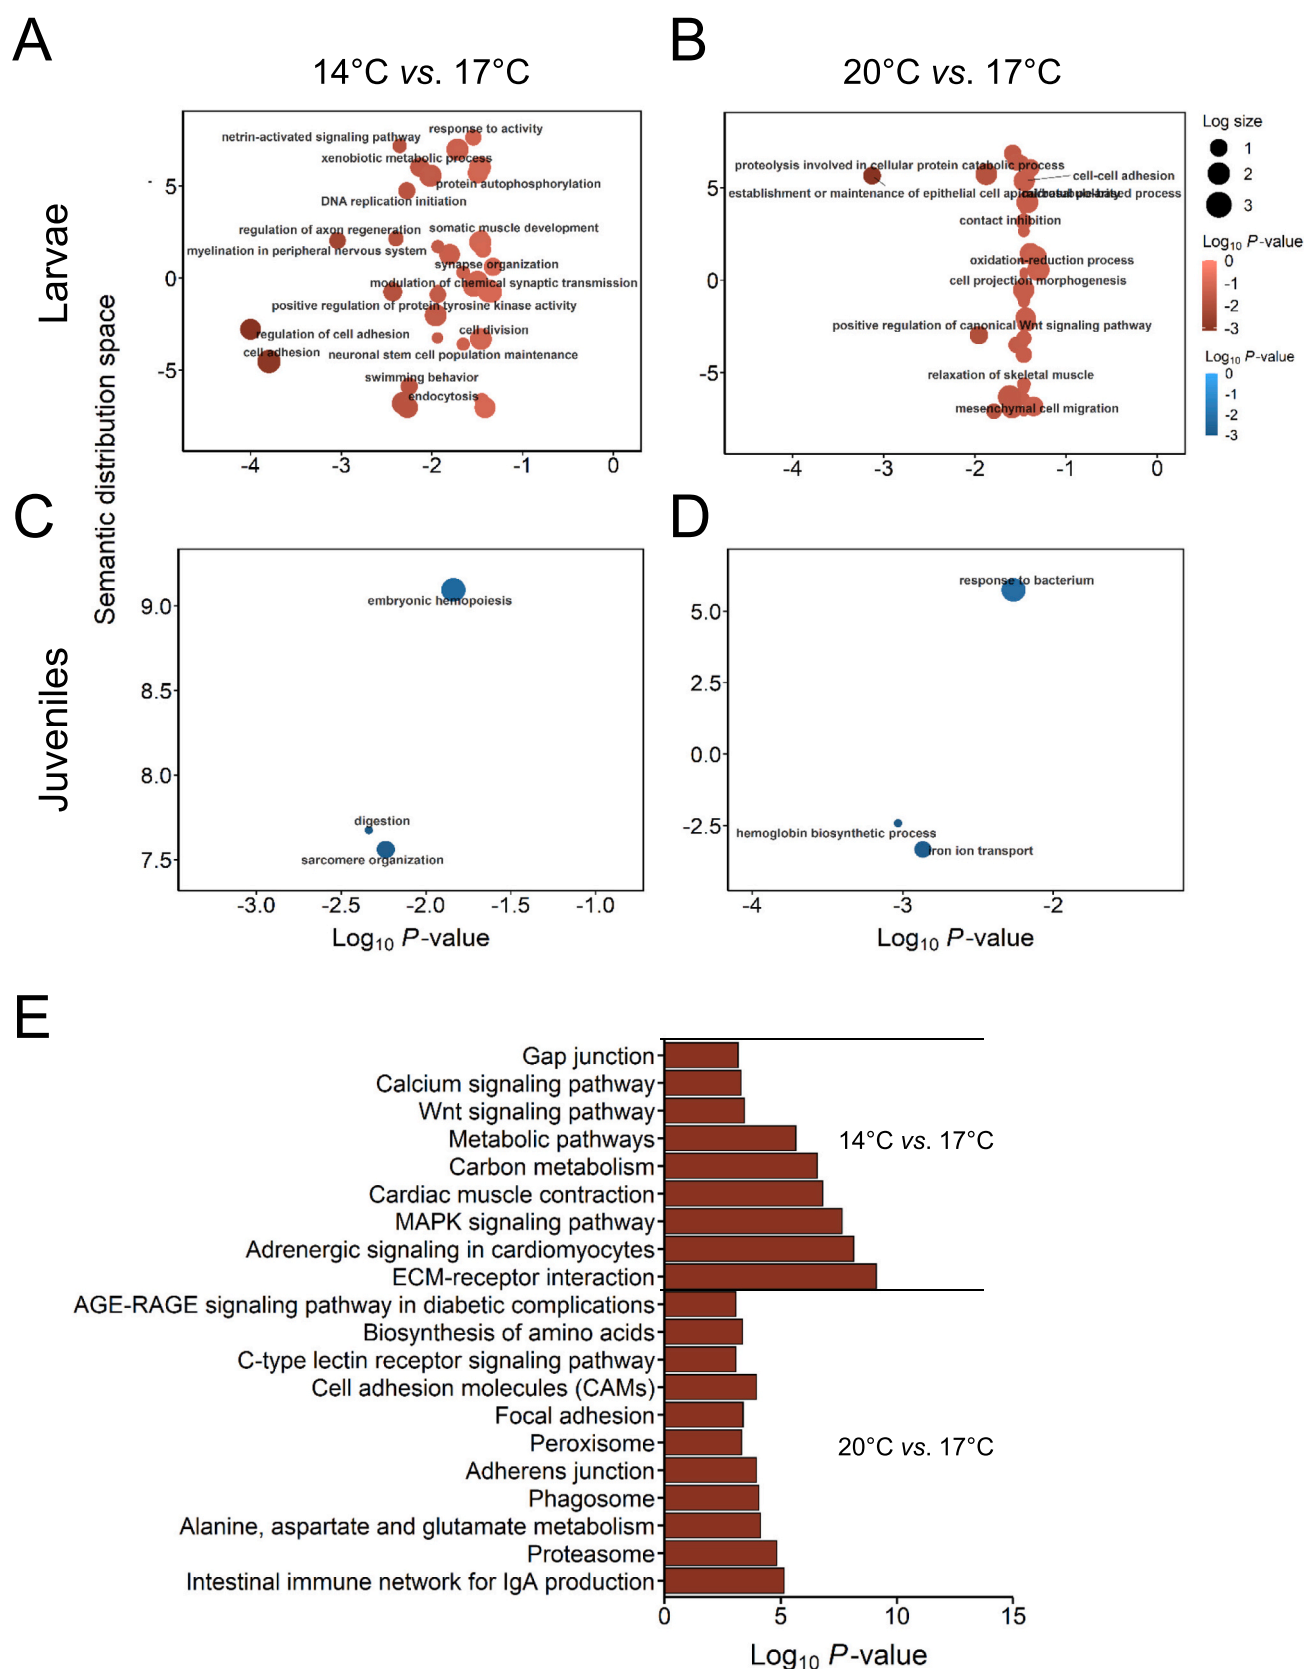 A
B
14°C vs. 17°C
20°C vs. 17°C
Larvae
Semantic distribution space
response to activity
netrin-activated signaling pathway
xenobiotic metabolic process
protein autophosphorylation
DNA replication initiation
regulation of axon regeneration
somatic muscle development
myelination in peripheral nervous system
synapse organization
modulation of chemical synaptic transmission
positive regulation of protein tyrosine kinase activity
regulation of cell adhesion
cell division
cell adhesion
neuronal stem cell population maintenance
swimming behavior
endocytosis
5
0
-5
-4 -3 -2 -1 0
proteolysis involved in cellular protein catabolic process
cell-cell adhesion
establishment or maintenance of epithelial cell apical/basal polarity
microtubule-based process
contact inhibition
oxidation-reduction process
cell projection morphogenesis
positive regulation of canonical Wnt signaling pathway
relaxation of skeletal muscle
mesenchymal cell migration
5
0
-5
-4 -3 -2 -1 0
Log size
1
2
3
Log10 P-value
0
-1
-2
-3
Log10 P-value
0
-1
-2
-3
C
D
Juveniles
embryonic hemopoiesis
digestion
sarcomere organization
9.0
8.5
8.0
7.5
-3.0 -2.5 -2.0 -1.5 -1.0
Log10 P-value
response to bacterium
hemoglobin biosynthetic process
iron ion transport
5.0
2.5
0.0
-2.5
-4 -3 -2
Log10 P-value
E
Gap junction
Calcium signaling pathway
Wnt signaling pathway
Metabolic pathways
14°C vs. 17°C
Carbon metabolism
Cardiac muscle contraction
MAPK signaling pathway
Adrenergic signaling in cardiomyocytes
ECM-receptor interaction
AGE-RAGE signaling pathway in diabetic complications
Biosynthesis of amino acids
C-type lectin receptor signaling pathway
Cell adhesion molecules (CAMs)
Focal adhesion
Peroxisome
20°C vs. 17°C
Adherens junction
Phagosome
Alanine, aspartate and glutamate metabolism
Proteasome
Intestinal immune network for IgA production
0 5 10 15
Log10 P-value